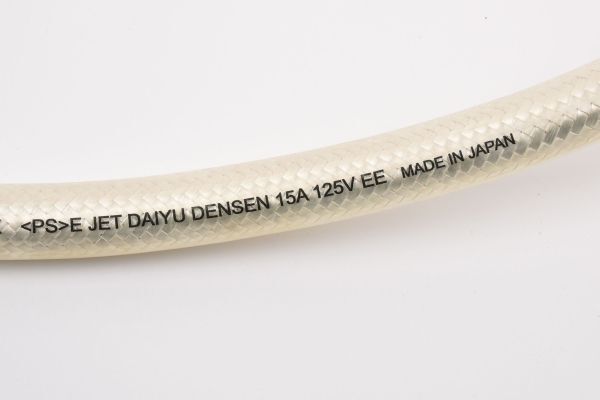 <PS>E JET DAIYU DENSEN 15A 125V EE MADE IN JAPAN